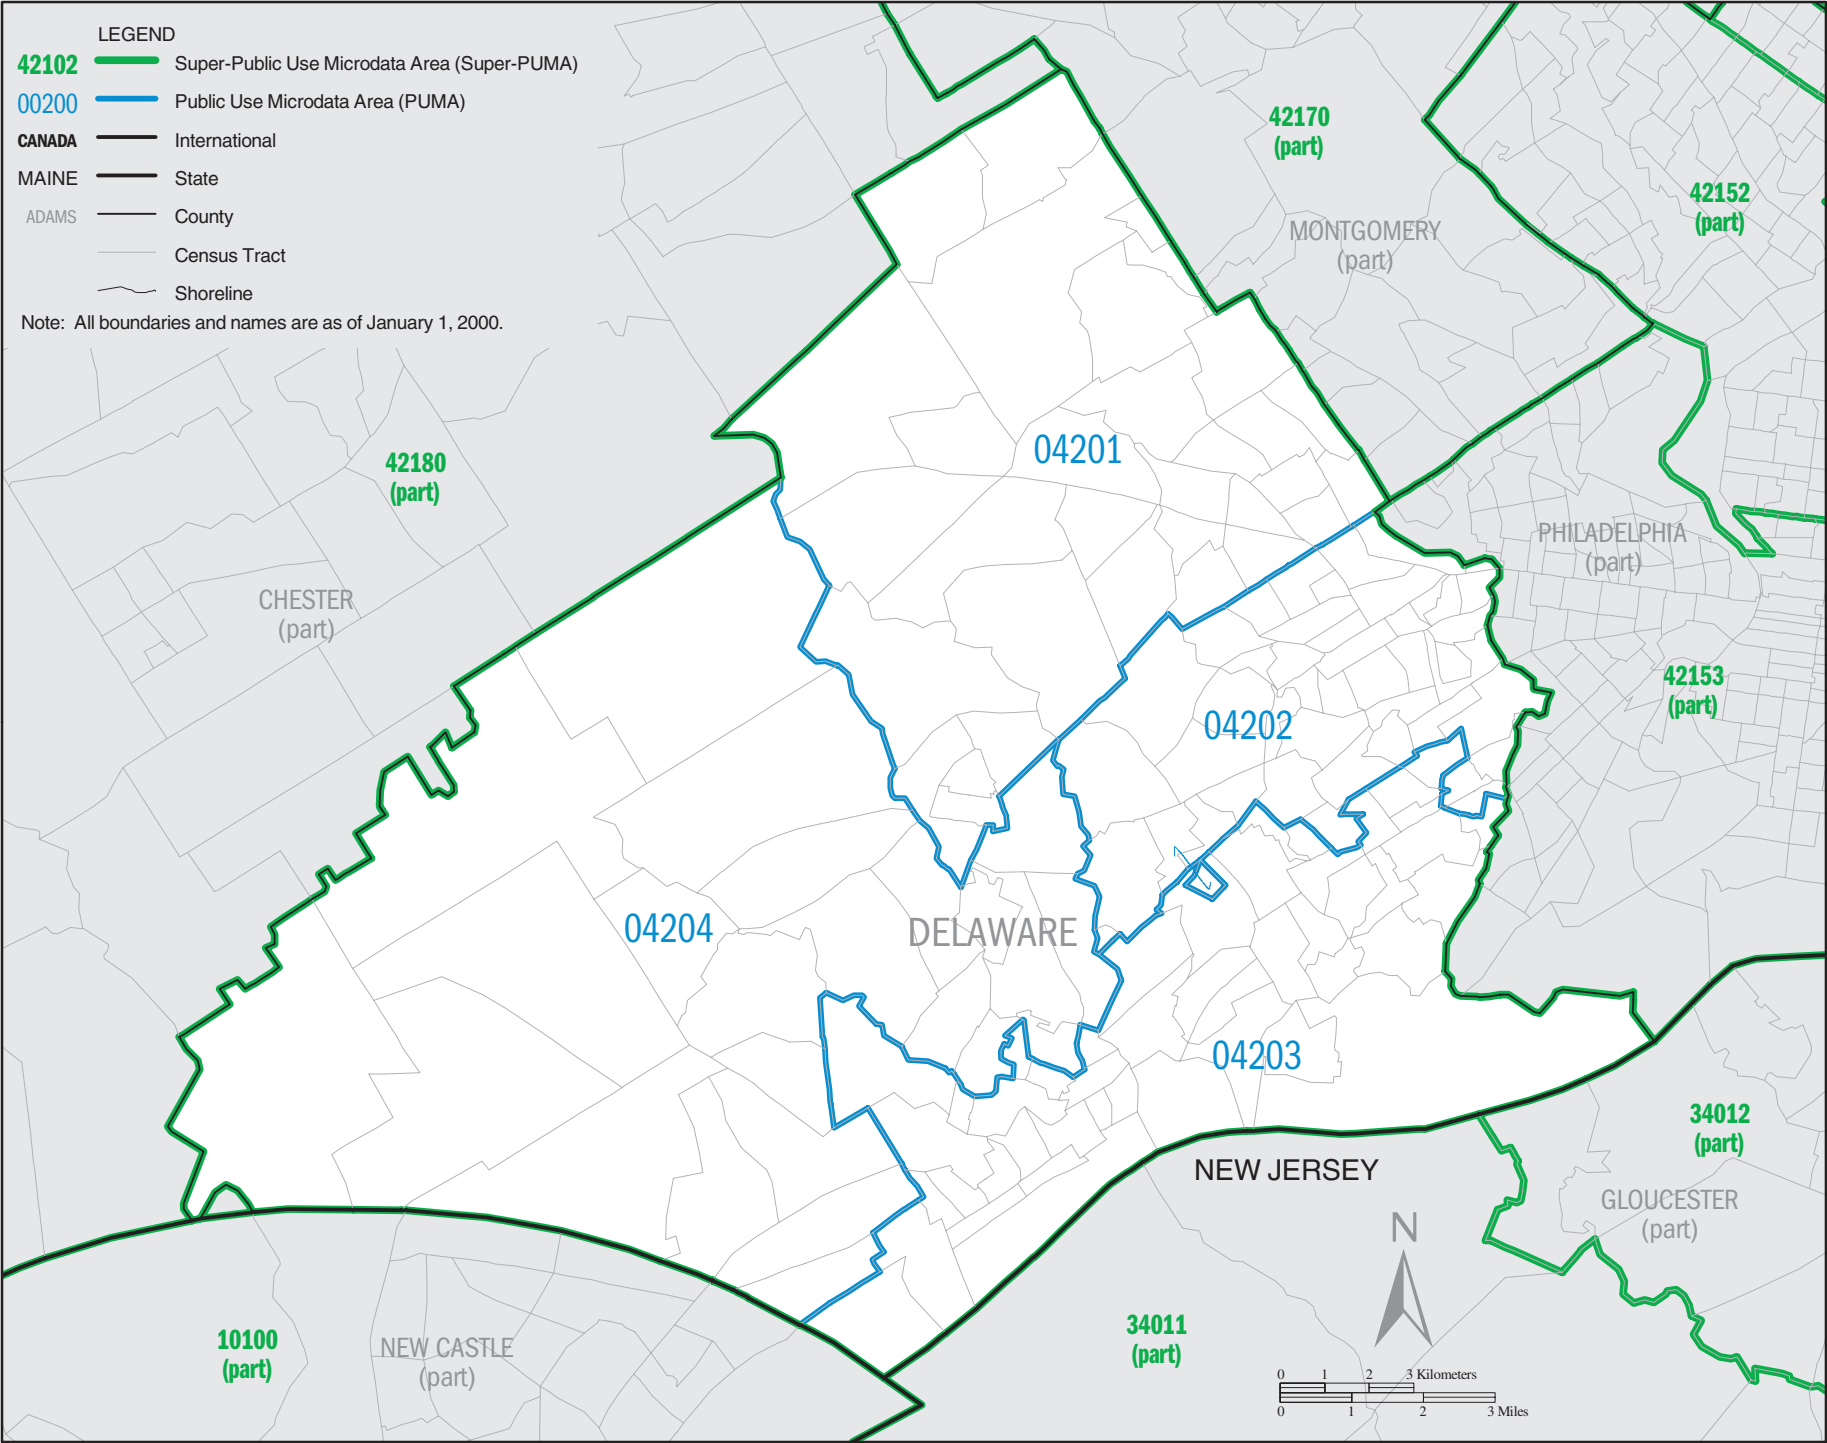 LEGEND
42102 Super-Public Use Microdata Area (Super-PUMA)
00200 Public Use Microdata Area (PUMA)
CANADA International
MAINE State
ADAMS County
Census Tract
Shoreline
Note: All boundaries and names are as of January 1, 2000.
42170
(part)
MONTGOMERY
(part)
42152
(part)
04201
42180
(part)
PHILADELPHIA
(part)
CHESTER
(part)
42153
(part)
04202
04204
DELAWARE
04203
34012
(part)
NEW JERSEY
GLOUCESTER
(part)
N
10100
(part)
NEW CASTLE
(part)
34011
(part)
0 1 2 3 Kilometers
0 1 2 3 Miles